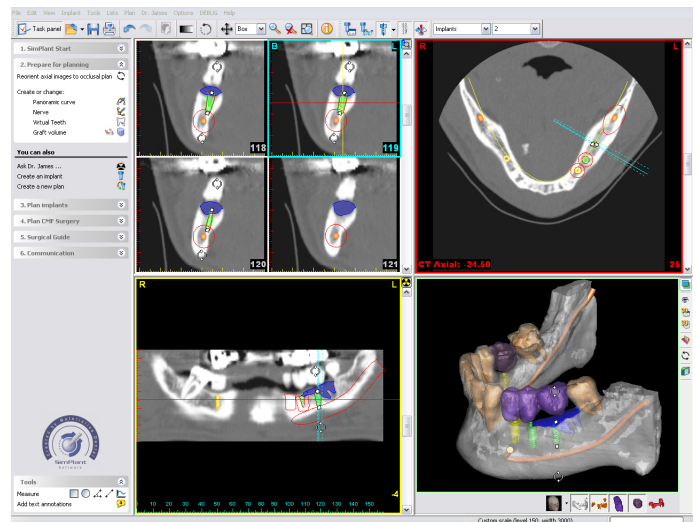 File Edit View Implant Tools Lists Plan Dr. James Options DEBUG Help
Task panel Box Implants 2
1. SimPlant Start
2. Prepare for planning
Reorient axial images to occlusal plan
Create or change:
Panoramic curve
Nerve
Virtual Teeth
Graft volume
You can also
Ask Dr. James ...
Create an implant
Create a new plan
3. Plan Implants
4. Plan CMF Surgery
5. Surgical Guide
6. Communication
SimPlant
Software
Tools
Measure
Add text annotations
118
B L
119
120
121
R L
CT Axial: -24.50 25
R L
-4
10 20 30 40 50 60 70 80 90 100 110 120 130 140 150
Custom scale (level 150, width 3000)